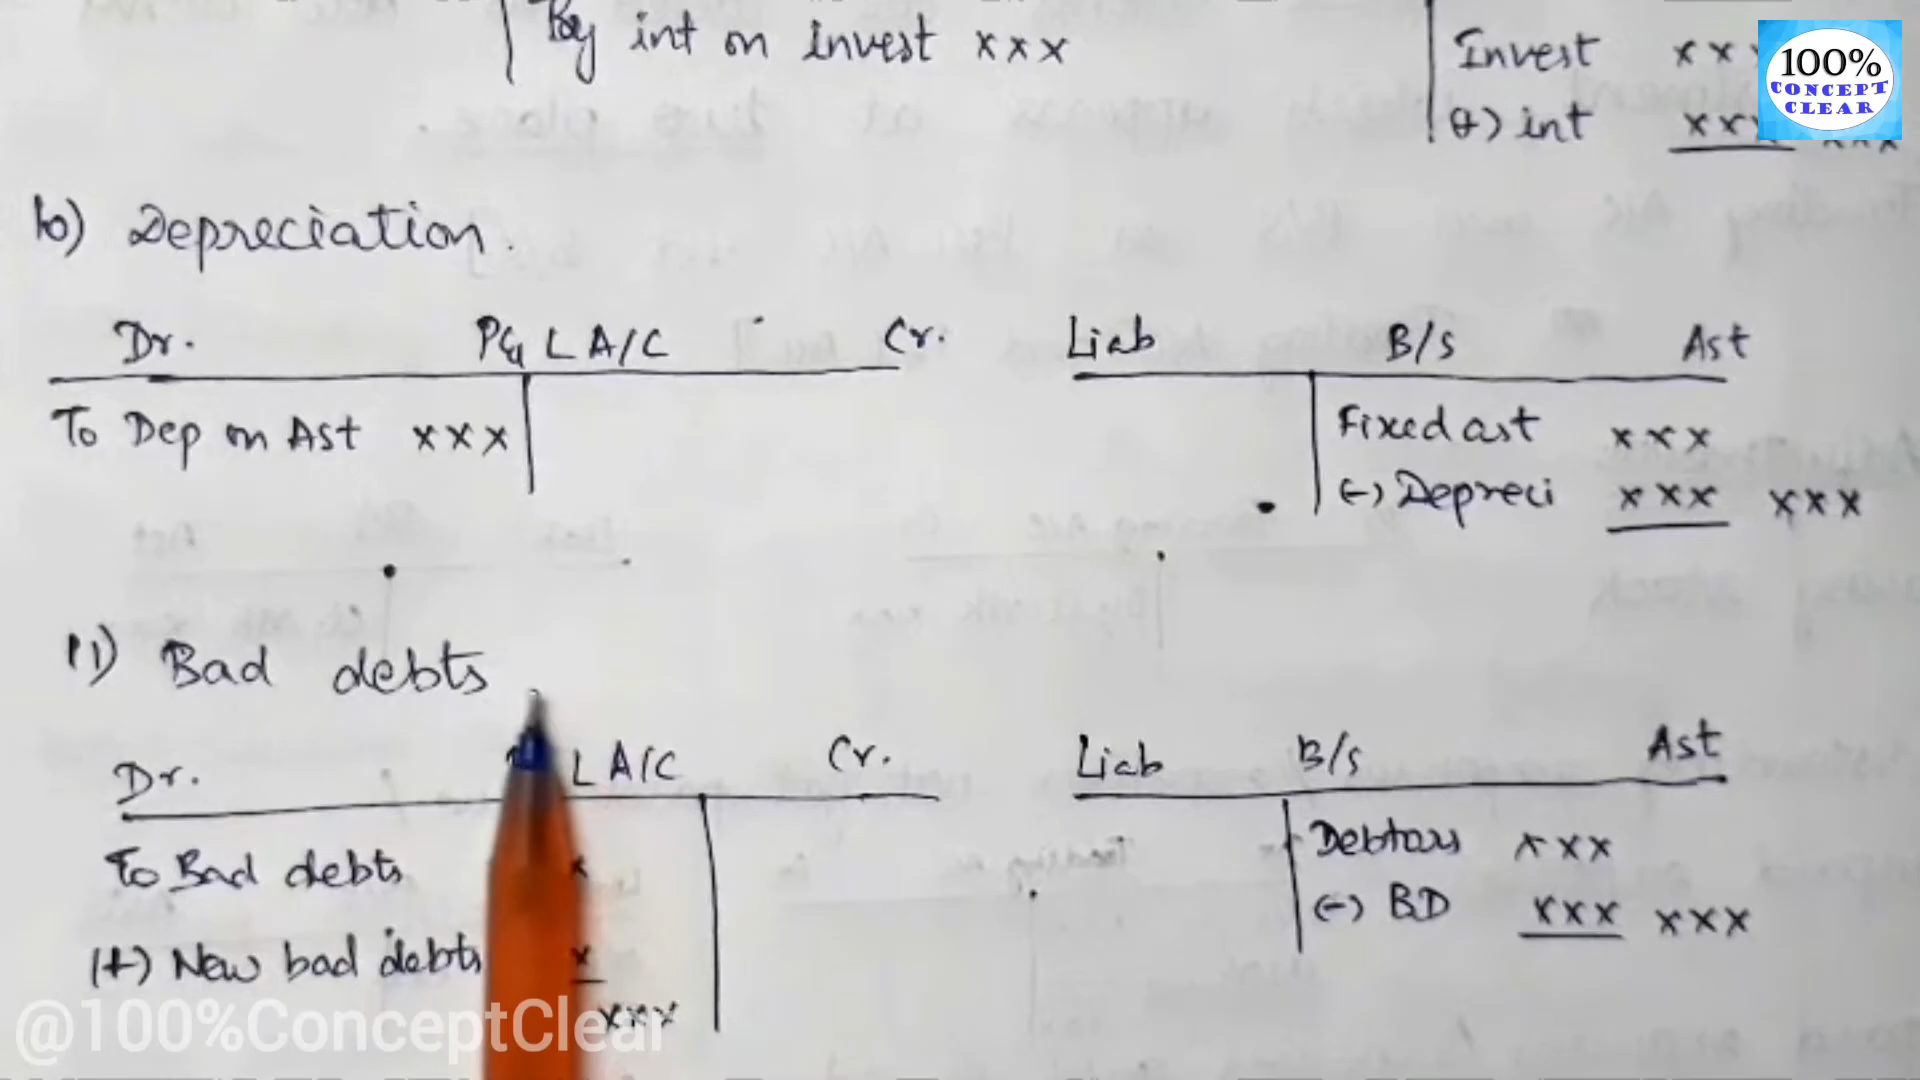 By int on invest xxx
Invest xx
(+) int xxx xxx
100%
CONCEPT
CLEAR
10) Depreciation.
Dr. P&L A/C Cr.
To Dep on Ast xxx
Liab B/S Ast
Fixed ast xxx
(-) Depreci xxx xxx
11) Bad debts
Dr. L A/C Cr.
To Bad debts x
(+) New bad debts x
xxx
Liab B/S Ast
Debtors xxx
(-) BD xxx xxx
@100%ConceptClear